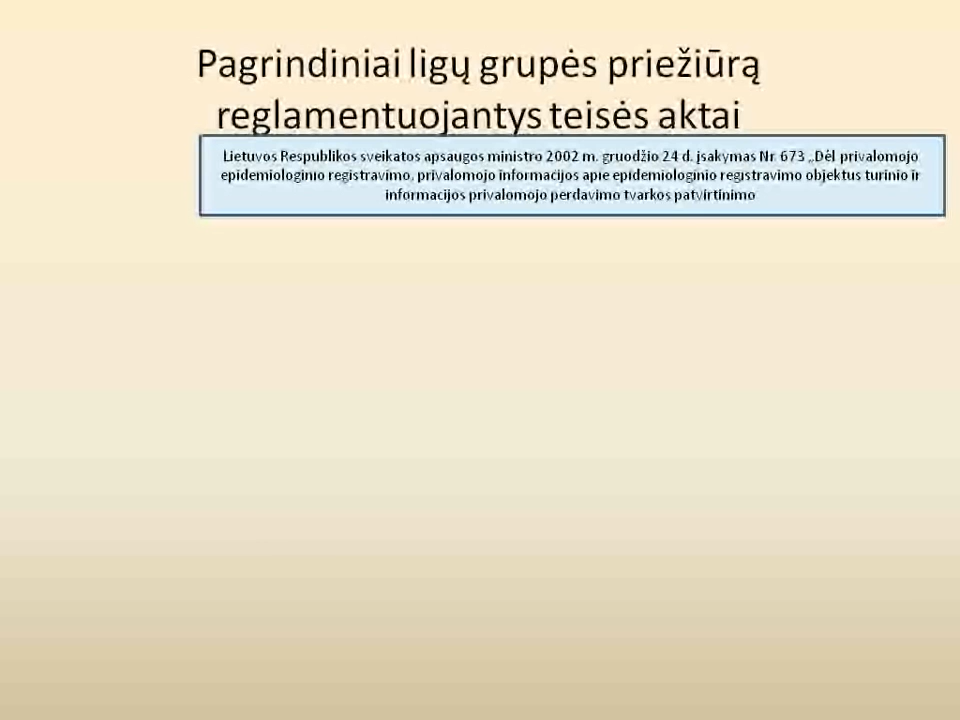 Pagrindiniai ligų grupės priežiūrą
reglamentuojantys teisės aktai
Lietuvos Respublikos sveikatos apsaugos ministro 2002 m. gruodžio 24 d. įsakymas Nr. 673 „Dėl privalomojo
epidemiologinio registravimo, privalomojo informacijos apie epidemiologinio registravimo objektus turinio ir
informacijos privalomojo perdavimo tvarkos patvirtinimo